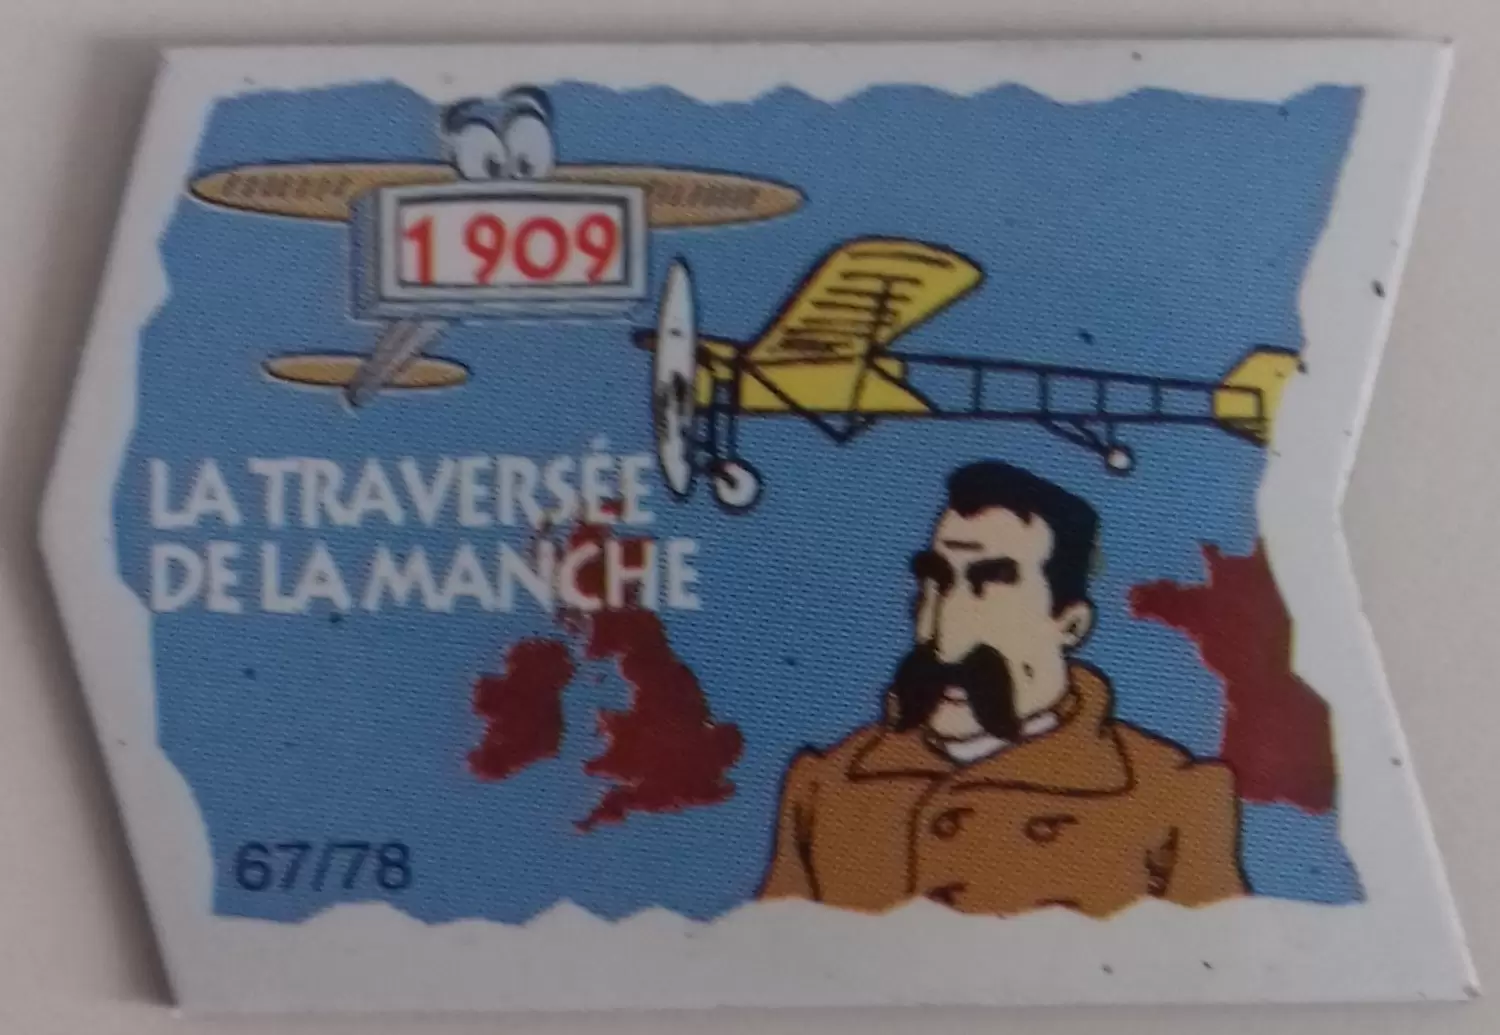 1909
LA TRAVERSÉE
DE LA MANCHE
67/78